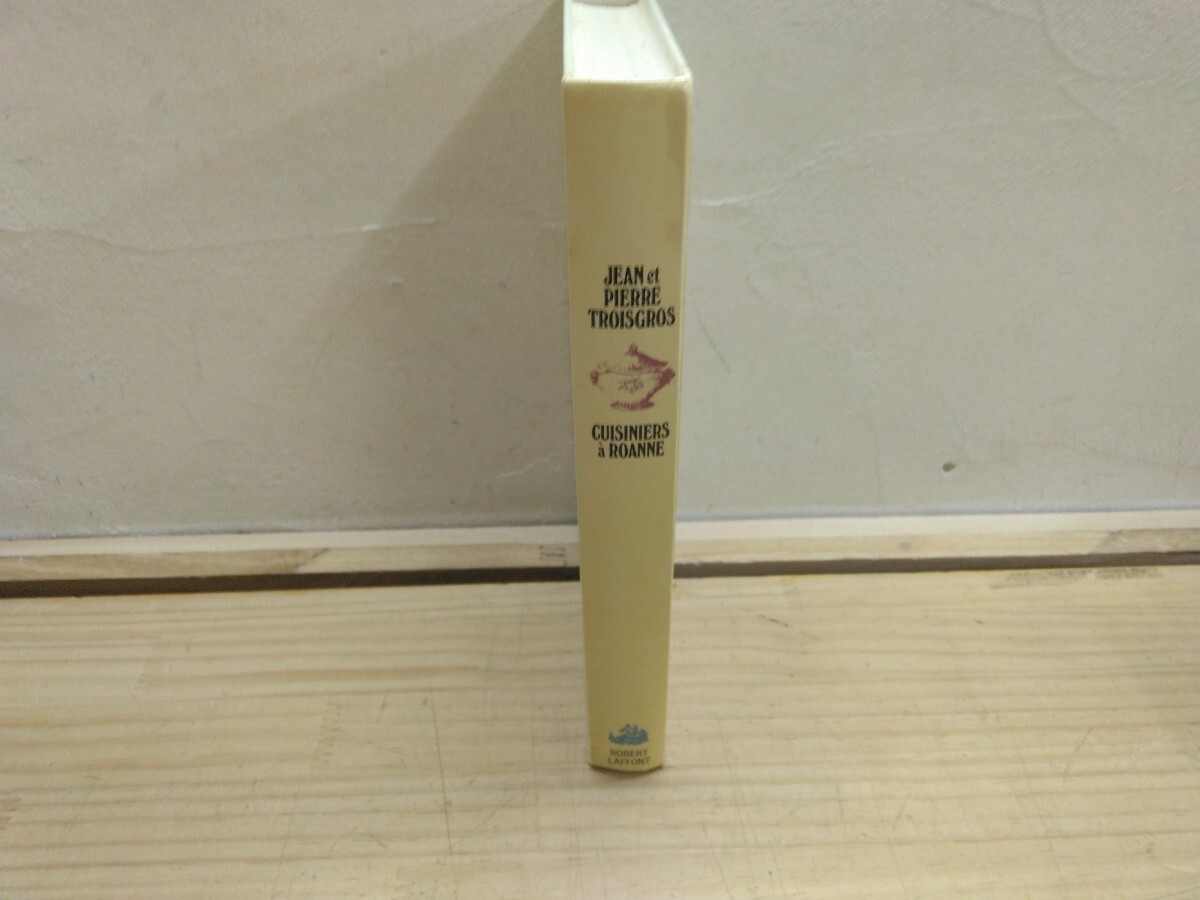 JEAN et
PIERRE
TROISGROS
CUISINIERS
à ROANNE
ROBERT
LAFFONT